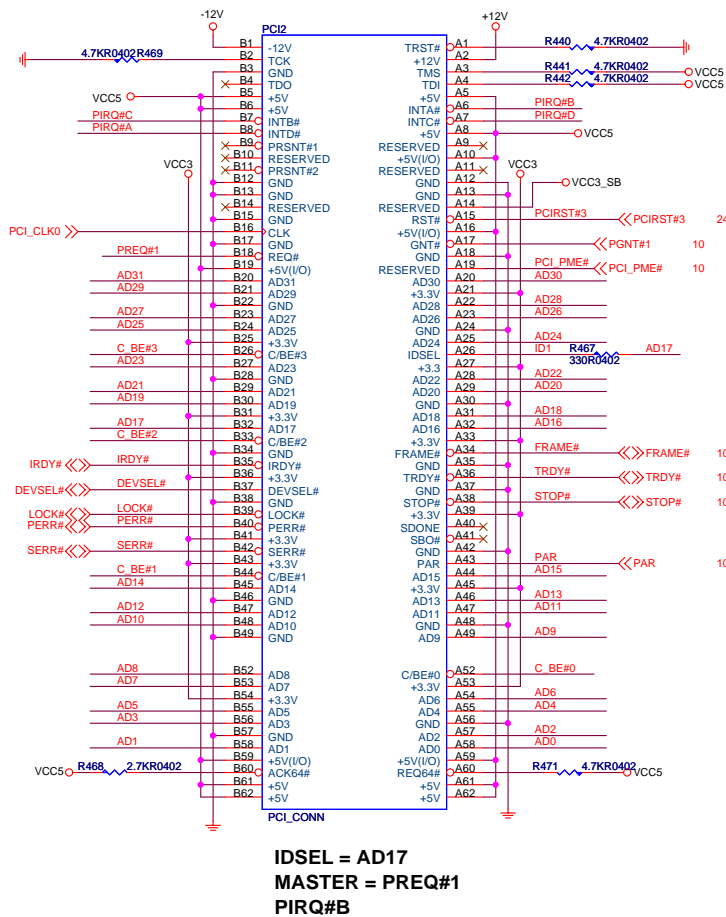 -12V +12V
PCI2
4.7KR0402 R469
B1 -12V TRST# A1 R440 4.7KR0402
B2 TCK +12V A2
B3 GND TMS A3 R441 4.7KR0402 VCC5
B4 TDO TDI A4 R442 4.7KR0402 VCC5
VCC5 B5 +5V +5V A5
B6 +5V INTA# A6 PIRQ#B
PIRQ#C B7 INTB# INTC# A7 PIRQ#D
PIRQ#A B8 INTD# +5V A8 VCC5
B9 PRSNT#1 RESERVED A9
B10 RESERVED +5V(I/O) A10
VCC3 B11 PRSNT#2 RESERVED A11 VCC3
B12 GND GND A12
B13 GND GND A13 VCC3_SB
B14 RESERVED RESERVED A14
B15 GND RST# A15 PCIRST#3 PCIRST#3 24
PCI_CLK0 B16 CLK +5V(I/O) A16
B17 GND GNT# A17 PGNT#1 10
PREQ#1 B18 REQ# GND A18
B19 +5V(I/O) RESERVED A19 PCI_PME# PCI_PME# 10
AD31 B20 AD31 AD30 A20 AD30
AD29 B21 AD29 +3.3V A21
B22 GND AD28 A22 AD28
AD27 B23 AD27 AD26 A23 AD26
AD25 B24 AD25 GND A24
B25 +3.3V AD24 A25 AD24
C_BE#3 B26 C/BE#3 IDSEL A26 ID1 R467 330R0402 AD17
AD23 B27 AD23 +3.3 A27
B28 GND AD22 A28 AD22
AD21 B29 AD21 AD20 A29 AD20
AD19 B30 AD19 GND A30
B31 +3.3V AD18 A31 AD18
AD17 B32 AD17 AD16 A32 AD16
C_BE#2 B33 C/BE#2 +3.3V A33
B34 GND FRAME# A34 FRAME# FRAME# 10
IRDY# IRDY# B35 IRDY# GND A35
B36 +3.3V TRDY# A36 TRDY# TRDY# 10
DEVSEL# DEVSEL# B37 DEVSEL# GND A37
B38 GND STOP# A38 STOP# STOP# 10
LOCK# LOCK# B39 LOCK# +3.3V A39
PERR# PERR# B40 PERR# SDONE A40
B41 +3.3V SBO# A41
SERR# SERR# B42 SERR# GND A42
B43 +3.3V PAR A43 PAR PAR 10
C_BE#1 B44 C/BE#1 AD15 A44 AD15
AD14 B45 AD14 +3.3V A45
B46 GND AD13 A46 AD13
AD12 B47 AD12 AD11 A47 AD11
AD10 B48 AD10 GND A48
B49 GND AD9 A49 AD9
AD8 B52 AD8 C/BE#0 A52 C_BE#0
AD7 B53 AD7 +3.3V A53
B54 +3.3V AD6 A54 AD6
AD5 B55 AD5 AD4 A55 AD4
AD3 B56 AD3 GND A56
B57 GND AD2 A57 AD2
AD1 B58 AD1 AD0 A58 AD0
B59 +5V(I/O) +5V(I/O) A59
VCC5 R468 2.7KR0402 B60 ACK64# REQ64# A60 R471 4.7KR0402 VCC5
B61 +5V +5V A61
B62 +5V +5V A62
PCI_CONN
IDSEL = AD17
MASTER = PREQ#1
PIRQ#B